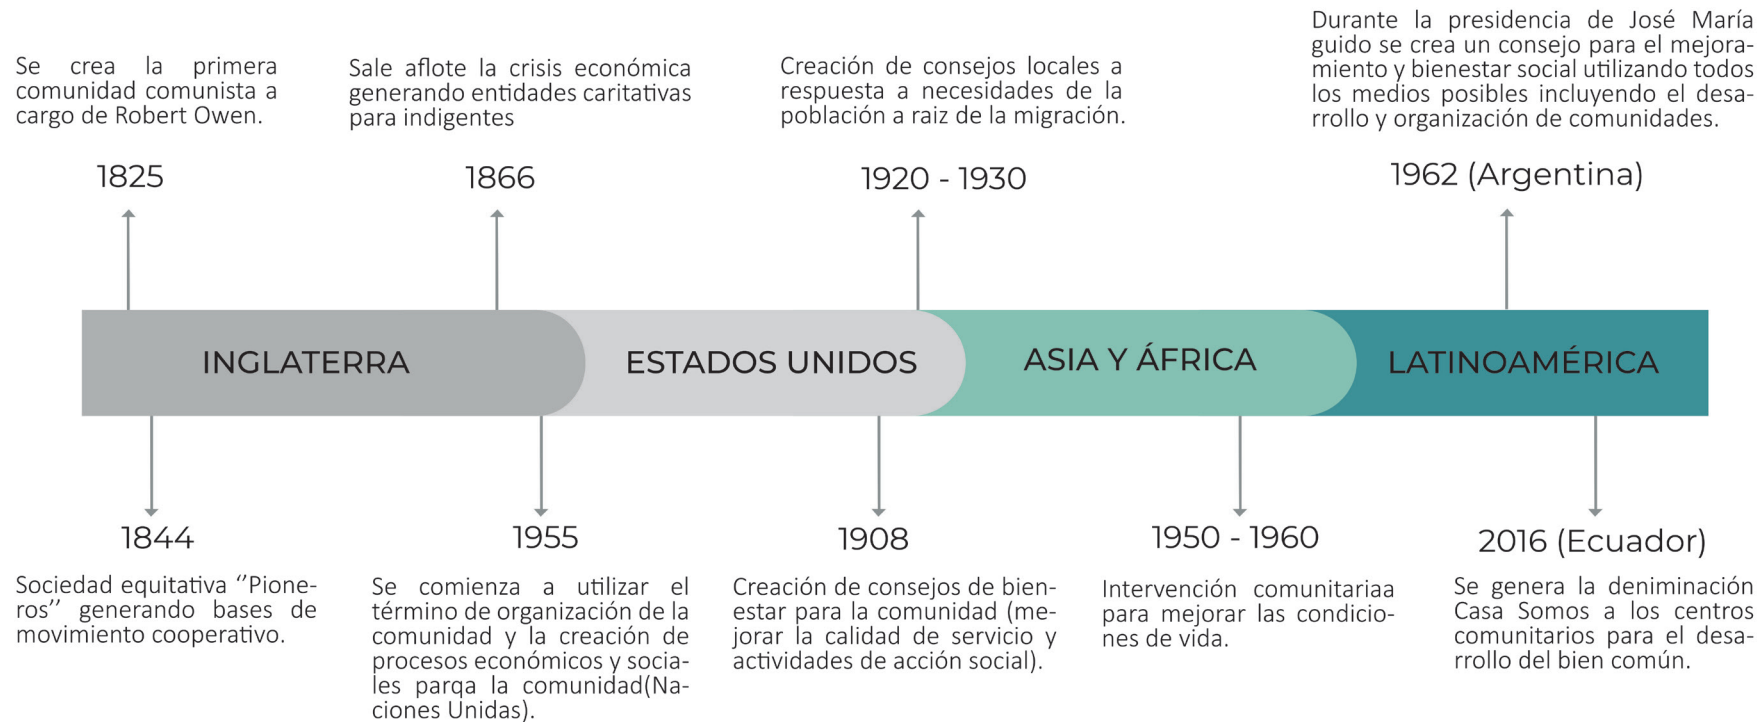 Se crea la primera
comunidad comunista a
cargo de Robert Owen.
1825
Sale aflote la crisis económica
generando entidades caritativas
para indigentes
1866
Creación de consejos locales a
respuesta a necesidades de la
población a raiz de la migración.
1920 - 1930
Durante la presidencia de José María
guido se crea un consejo para el mejora-
miento y bienestar social utilizando todos
los medios posibles incluyendo el desa-
rrollo y organización de comunidades.
1962 (Argentina)
INGLATERRA
ESTADOS UNIDOS
ASIA Y ÁFRICA
LATINOAMÉRICA
1844
Sociedad equitativa ‘‘Pione-
ros’’ generando bases de
movimiento cooperativo.
1955
Se comienza a utilizar el
término de organización de la
comunidad y la creación de
procesos económicos y socia-
les parqa la comunidad(Na-
ciones Unidas).
1908
Creación de consejos de bien-
estar para la comunidad (me-
jorar la calidad de servicio y
actividades de acción social).
1950 - 1960
Intervención comunitariaa
para mejorar las condicio-
nes de vida.
2016 (Ecuador)
Se genera la deniminación
Casa Somos a los centros
comunitarios para el desa-
rrollo del bien común.